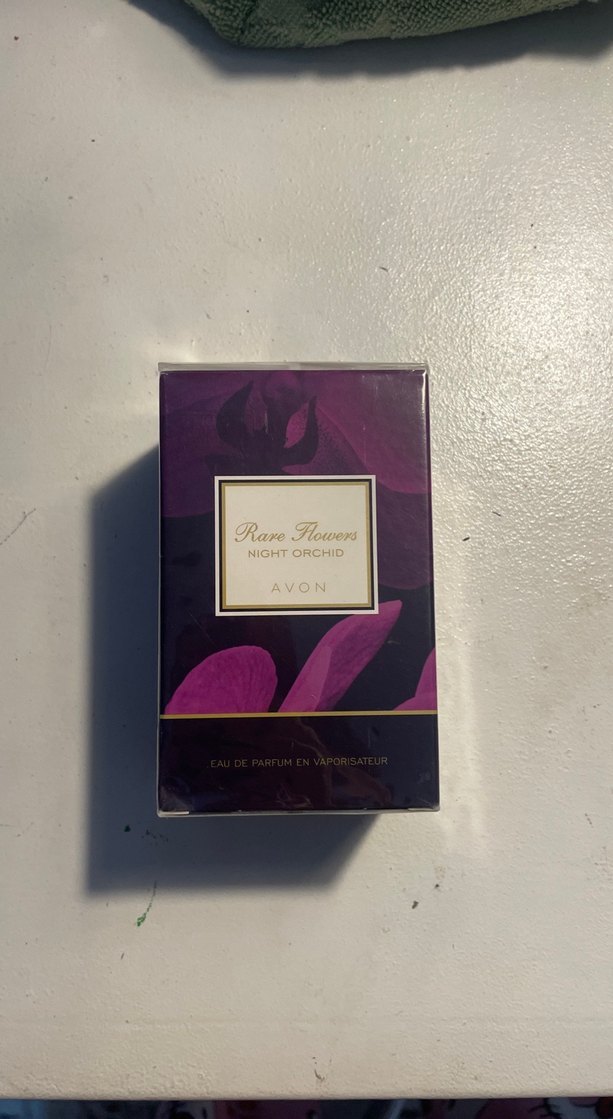 Rare Flowers
NIGHT ORCHID
AVON
EAU DE PARFUM EN VAPORISATEUR